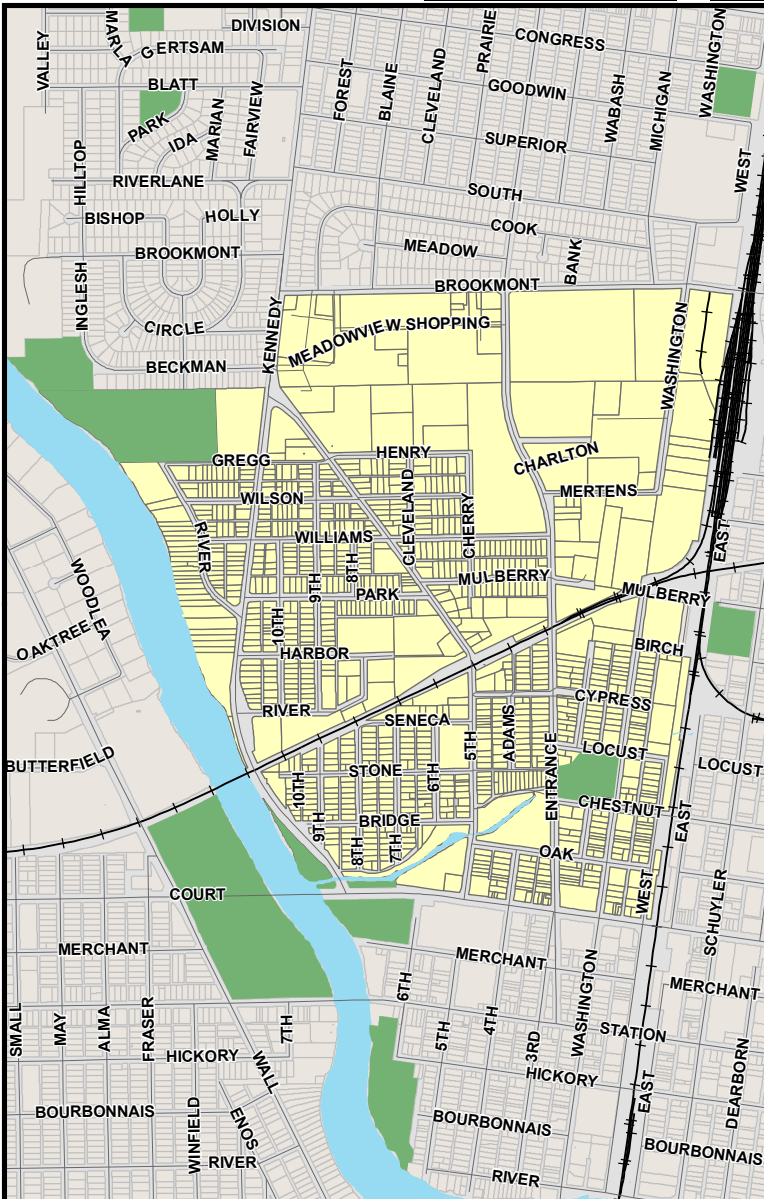 DIVISION
MARLA
GERTSAM
VALLEY
BLATT
PARK
IDA
MARIAN
FAIRVIEW
HILLTOP
RIVERLANE
BISHOP
HOLLY
BROOKMONT
INGLESH
CIRCLE
BECKMAN
KENNEDY
FOREST
BLAINE
CLEVELAND
PRAIRIE
CONGRESS
GOODWIN
WABASH
MICHIGAN
WASHINGTON
SUPERIOR
WEST
SOUTH
COOK
MEADOW
BANK
BROOKMONT
MEADOWVIEW SHOPPING
WASHINGTON
GREGG
HENRY
CHARLTON
WILSON
CLEVELAND
CHERRY
MERTENS
RIVER
WILLIAMS
EAST
9TH
8TH
MULBERRY
PARK
MULBERRY
10TH
WOODLEA
OAKTREE
HARBOR
BIRCH
RIVER
SENECA
5TH
ADAMS
CYPRESS
BUTTERFIELD
STONE
6TH
ENTRANCE
LOCUST
LOCUST
10TH
9TH
BRIDGE
8TH
7TH
CHESTNUT
EAST
OAK
COURT
WEST
SCHUYLER
MERCHANT
MERCHANT
MERCHANT
6TH
WASHINGTON
SMALL
MAY
ALMA
FRASER
7TH
5TH
4TH
3RD
STATION
HICKORY
WALL
HICKORY
DEARBORN
EAST
BOURBONNAIS
WINFIELD
ENOS
BOURBONNAIS
BOURBONNAIS
RIVER
RIVER